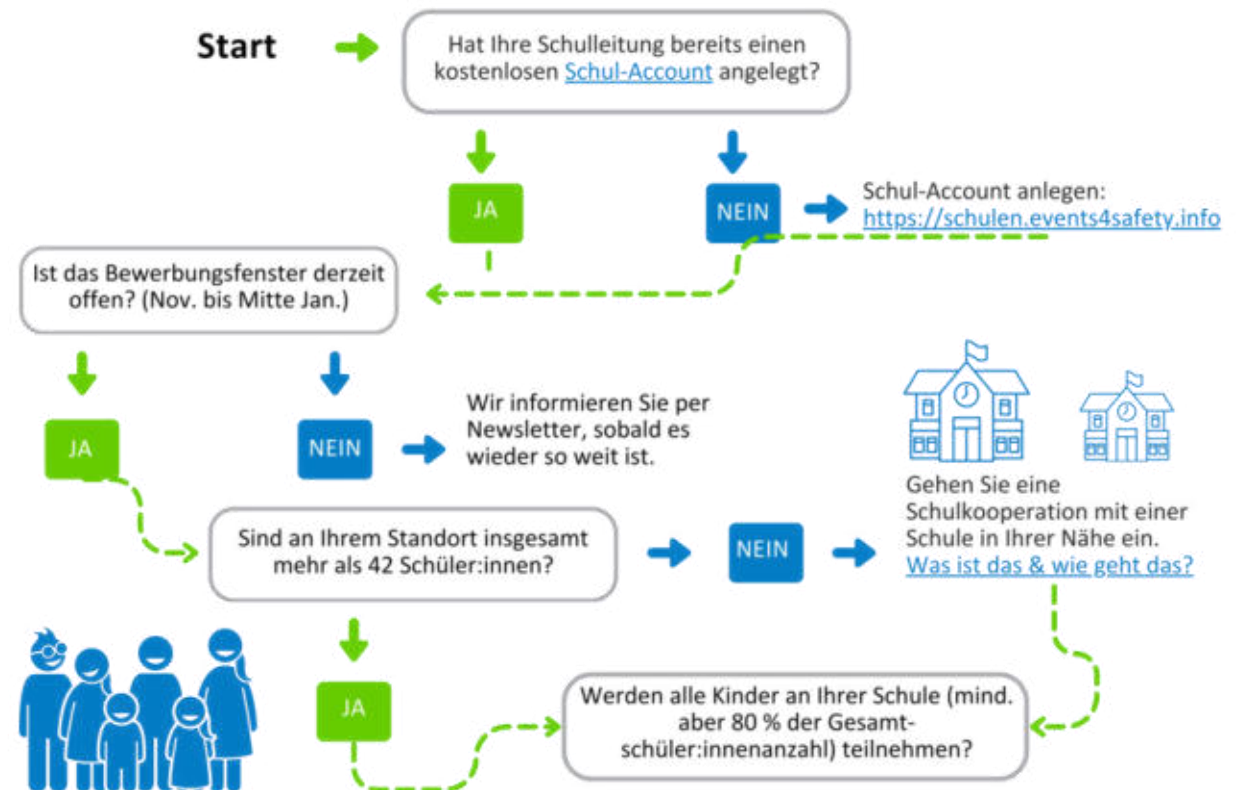 Start
Hat Ihre Schulleitung bereits einen
kostenlosen Schul-Account angelegt?
JA
NEIN
Schul-Account anlegen:
https://schulen.events4safety.info
Ist das Bewerbungsfenster derzeit
offen? (Nov. bis Mitte Jan.)
JA
NEIN
Wir informieren Sie per
Newsletter, sobald es
wieder so weit ist.
Sind an Ihrem Standort insgesamt
mehr als 42 Schüler:innen?
NEIN
Gehen Sie eine
Schulkooperation mit einer
Schule in Ihrer Nähe ein.
Was ist das & wie geht das?
JA
Werden alle Kinder an Ihrer Schule (mind.
aber 80 % der Gesamt-
schüler:innenanzahl) teilnehmen?